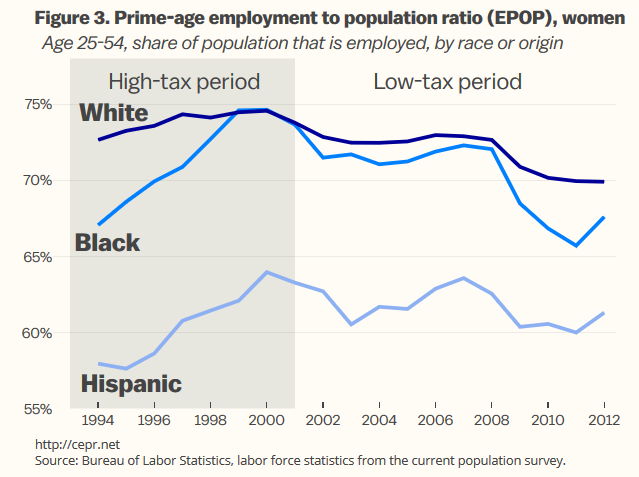 Figure 3. Prime-age employment to population ratio (EPOP), women
Age 25-54, share of population that is employed, by race or origin
High-tax period
Low-tax period
75%
White
70%
Black
65%
60%
Hispanic
55%
1994 1996 1998 2000 2002 2004 2006 2008 2010 2012
http://cepr.net
Source: Bureau of Labor Statistics, labor force statistics from the current population survey.